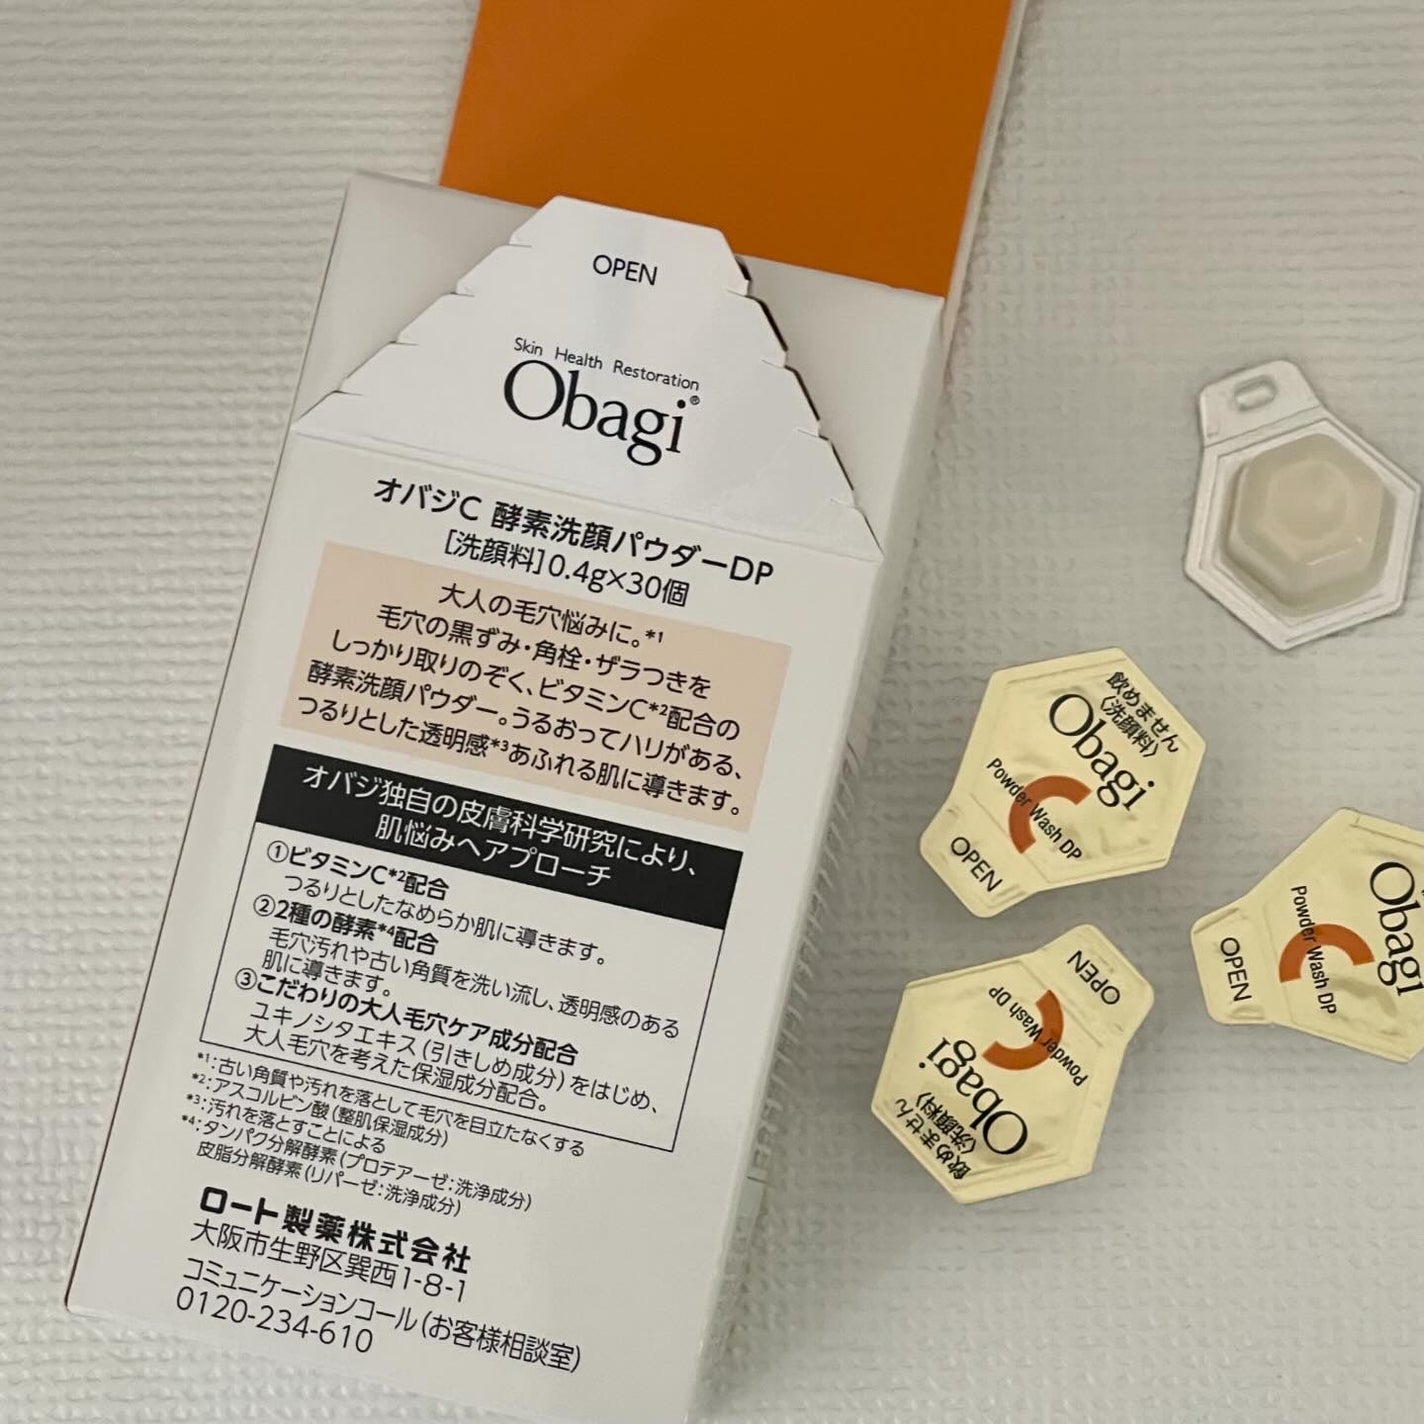 OPEN
Skin Health Restoration
Obagi®
オバジC 酵素洗顔パウダーDP
[洗顔料]0.4g×30個
大人の毛穴悩みに。*1
毛穴の黒ずみ・角栓・ザラつきを
しっかり取りのぞく、ビタミンC*2配合の
酵素洗顔パウダー。うるおってハリがある、
つるりとした透明感*3あふれる肌に導きます。
オバジ独自の皮膚科学研究により、
肌悩みへアプローチ
①ビタミンC*2配合
つるりとしたなめらか肌に導きます。
②2種の酵素*4配合
毛穴汚れや古い角質を洗い流し、透明感のある
肌に導きます。
③こだわりの大人毛穴ケア成分配合
ユキノシタエキス(引きしめ成分)をはじめ、
大人毛穴を考えた保湿成分配合。
*1:古い角質や汚れを落として毛穴を目立たなくする
*2:アスコルビン酸(整肌保湿成分)
*3:汚れを落とすことによる
*4:タンパク分解酵素(プロテアーゼ:洗浄成分)
皮脂分解酵素(リパーゼ:洗浄成分)
ロート製薬株式会社
大阪市生野区巽西1-8-1
コミュニケーションコール(お客様相談室)
0120-234-610
飲めません
〈洗顔料〉
Obagi
C
Powder Wash DP
OPEN
Obagi
C
Powder Wash DP
OPEN
OPEN
Powder Wash DP
C
Obagi
〈洗顔料〉
飲めません